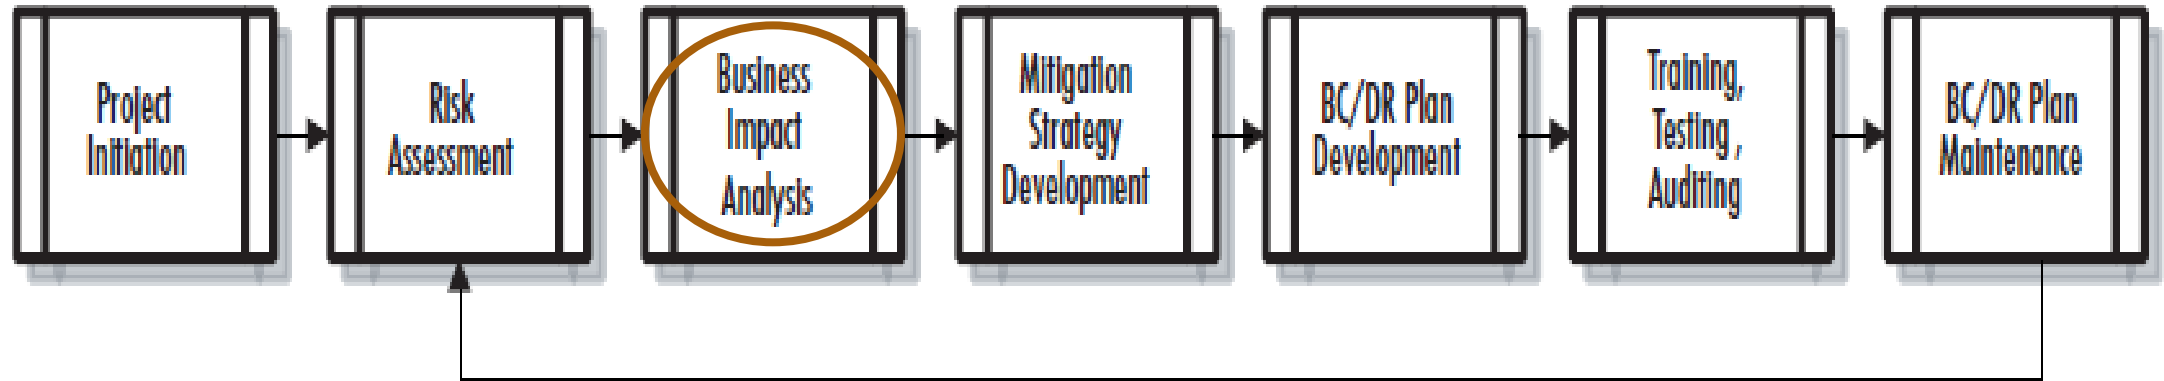 Project
Initiation
Risk
Assessment
Business
Impact
Analysis
Mitigation
Strategy
Development
BC/DR Plan
Development
Training,
Testing ,
Auditing
BC/DR Plan
Maintenance